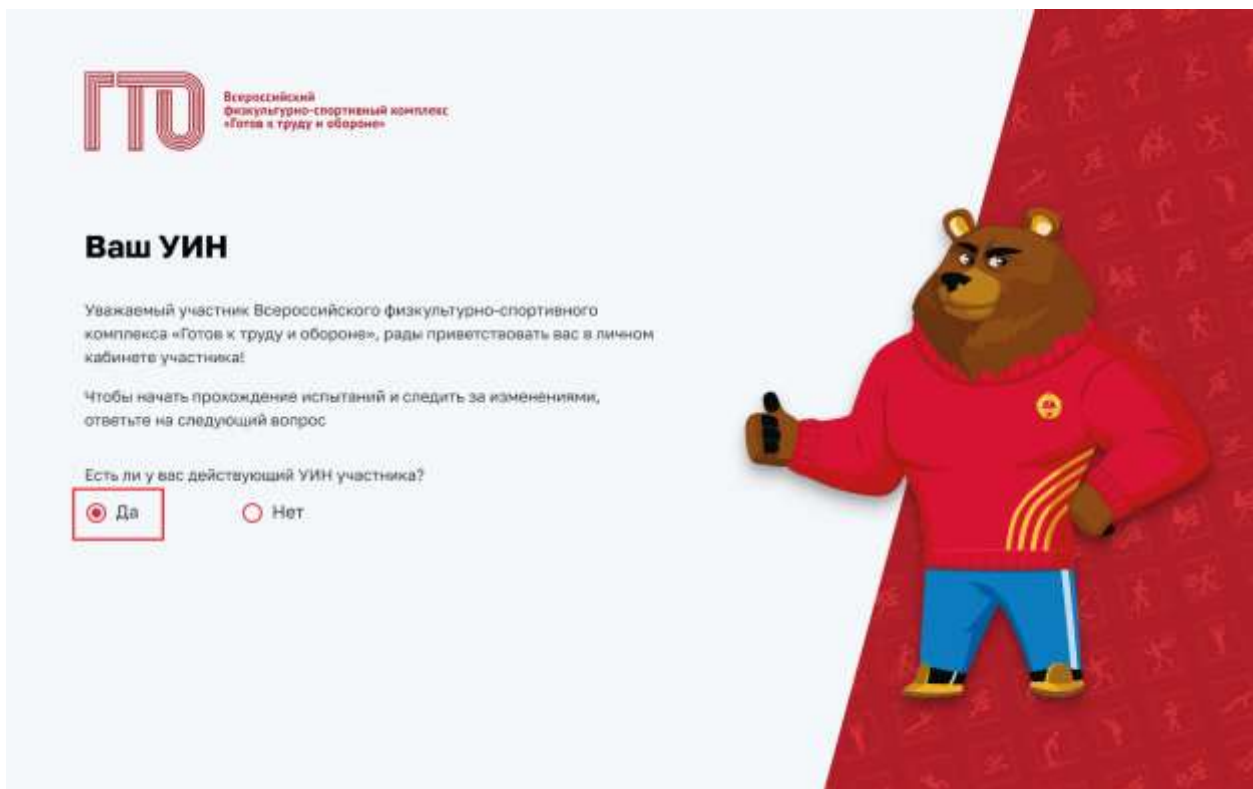 ГТО
Всероссийский
физкультурно-спортивный комплекс
«Готов к труду и обороне»
Ваш УИН
Уважаемый участник Всероссийского физкультурно-спортивного
комплекса «Готов к труду и обороне», рады приветствовать вас в личном
кабинете участника!
Чтобы начать прохождение испытаний и следить за изменениями,
ответьте на следующий вопрос
Есть ли у вас действующий УИН участника?
Да Нет